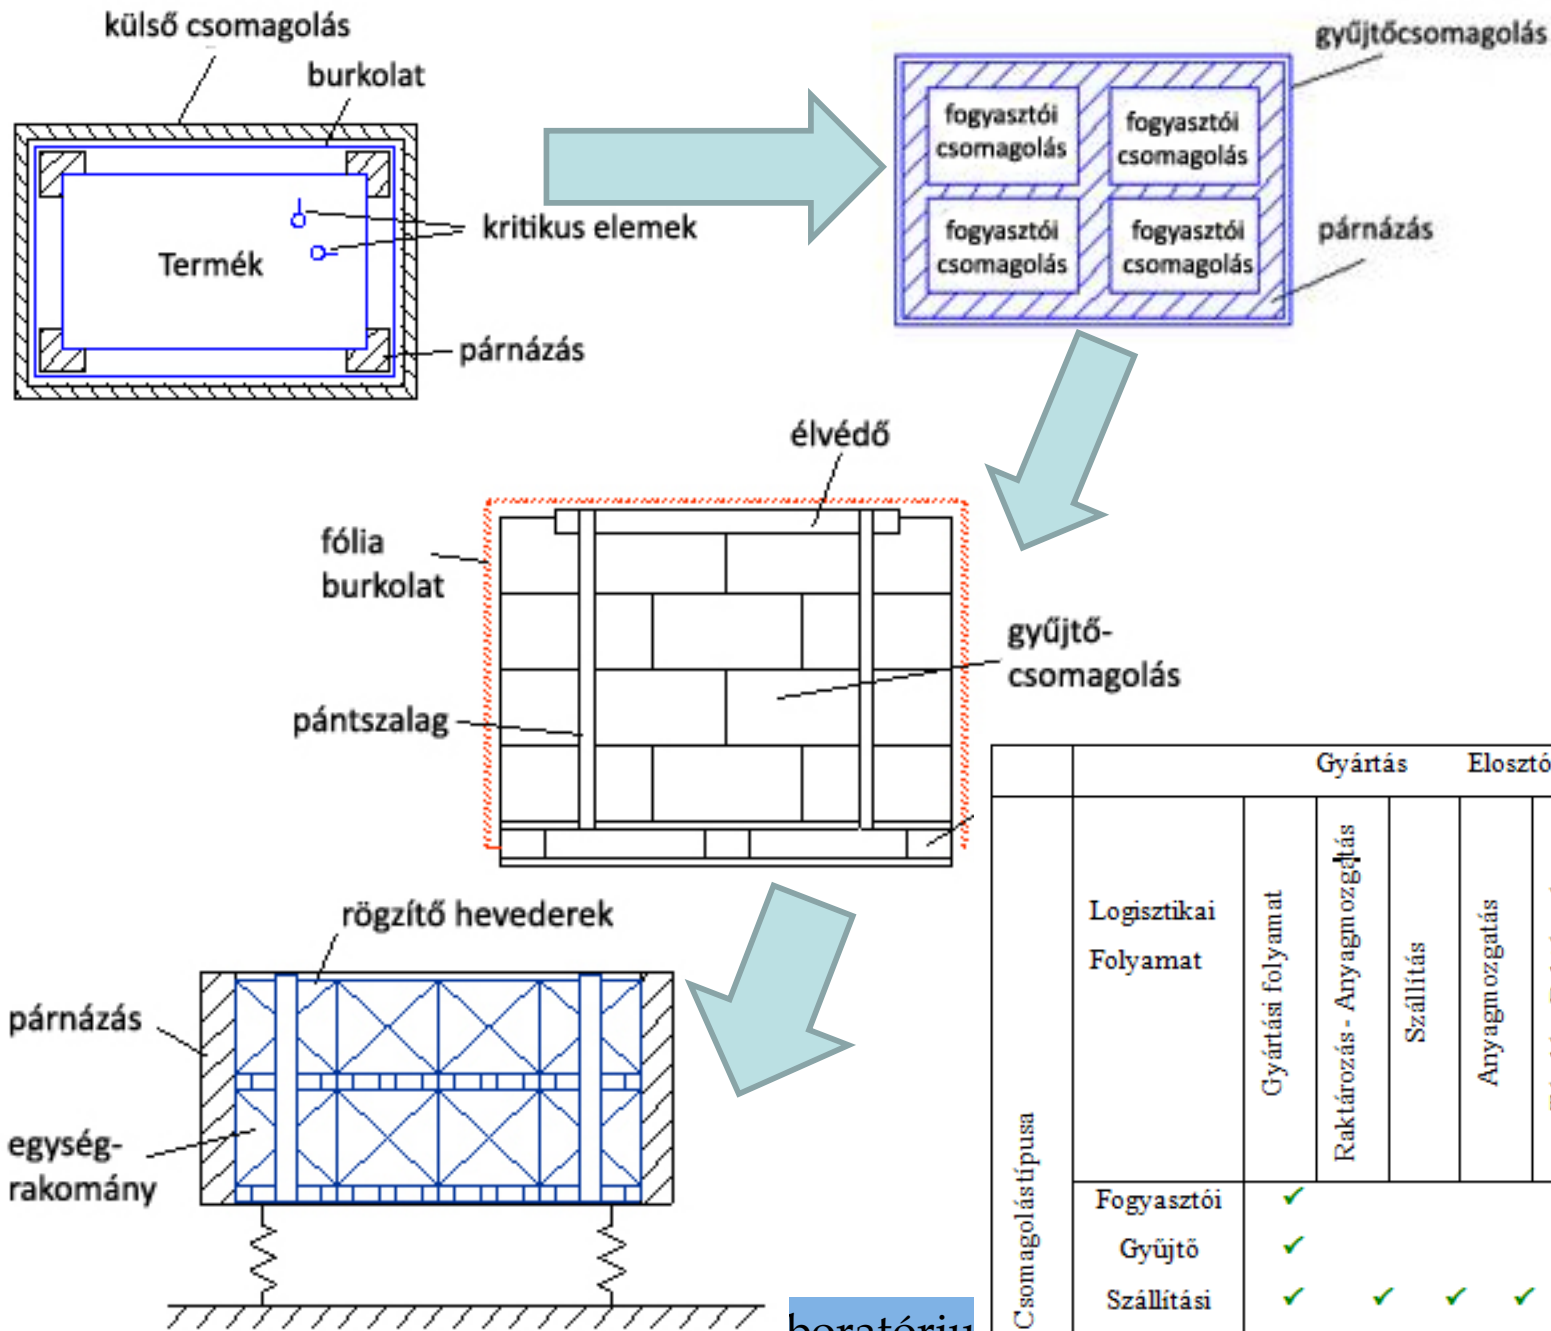 külső csomagolás
burkolat
Termék
kritikus elemek
párnázás
gyűjtőcsomagolás
fogyasztói
csomagolás
fogyasztói
csomagolás
fogyasztói
csomagolás
fogyasztói
csomagolás
párnázás
élvédő
fólia
burkolat
gyűjtő-
csomagolás
pántszalag
rögzítő hevederek
párnázás
egység-
rakomány
Gyártás Elosztó
Logisztikai
Folyamat
Gyártási folyamat
Raktározás - Anyagmozgatás
Szállítás
Anyagmozgatás
Csomagolástípusa
Fogyasztói ✓
Gyűjtő ✓
Szállítási ✓ ✓ ✓ ✓
boratóriu